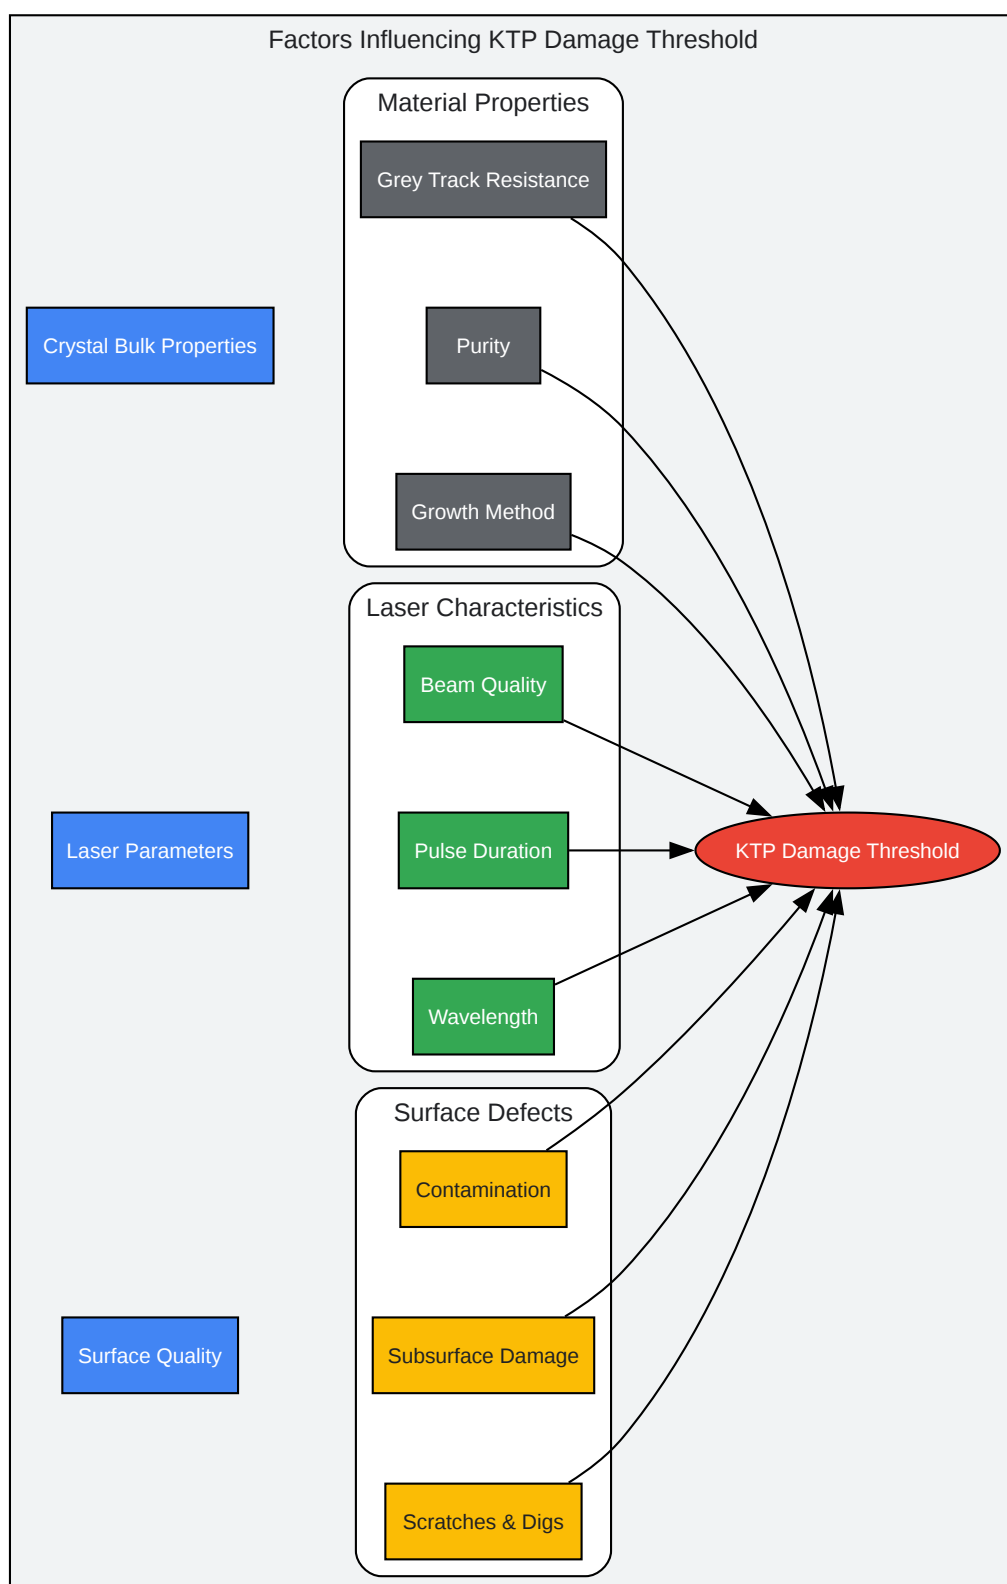 Factors Influencing KTP Damage Threshold
Material Properties
Grey Track Resistance
Crystal Bulk Properties
Purity
Growth Method
Laser Characteristics
Beam Quality
Laser Parameters
Pulse Duration
KTP Damage Threshold
Wavelength
Surface Defects
Contamination
Surface Quality
Subsurface Damage
Scratches & Digs